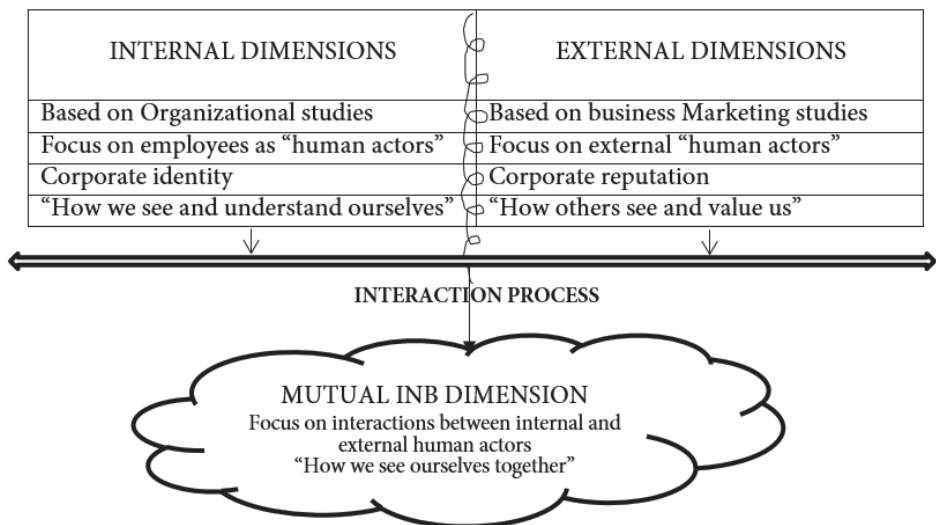 INTERNAL DIMENSIONS
EXTERNAL DIMENSIONS
Based on Organizational studies
Based on business Marketing studies
Focus on employees as “human actors”
Focus on external “human actors”
Corporate identity
Corporate reputation
“How we see and understand ourselves”
“How others see and value us”
INTERACTION PROCESS
MUTUAL INB DIMENSION
Focus on interactions between internal and
external human actors
“How we see ourselves together”